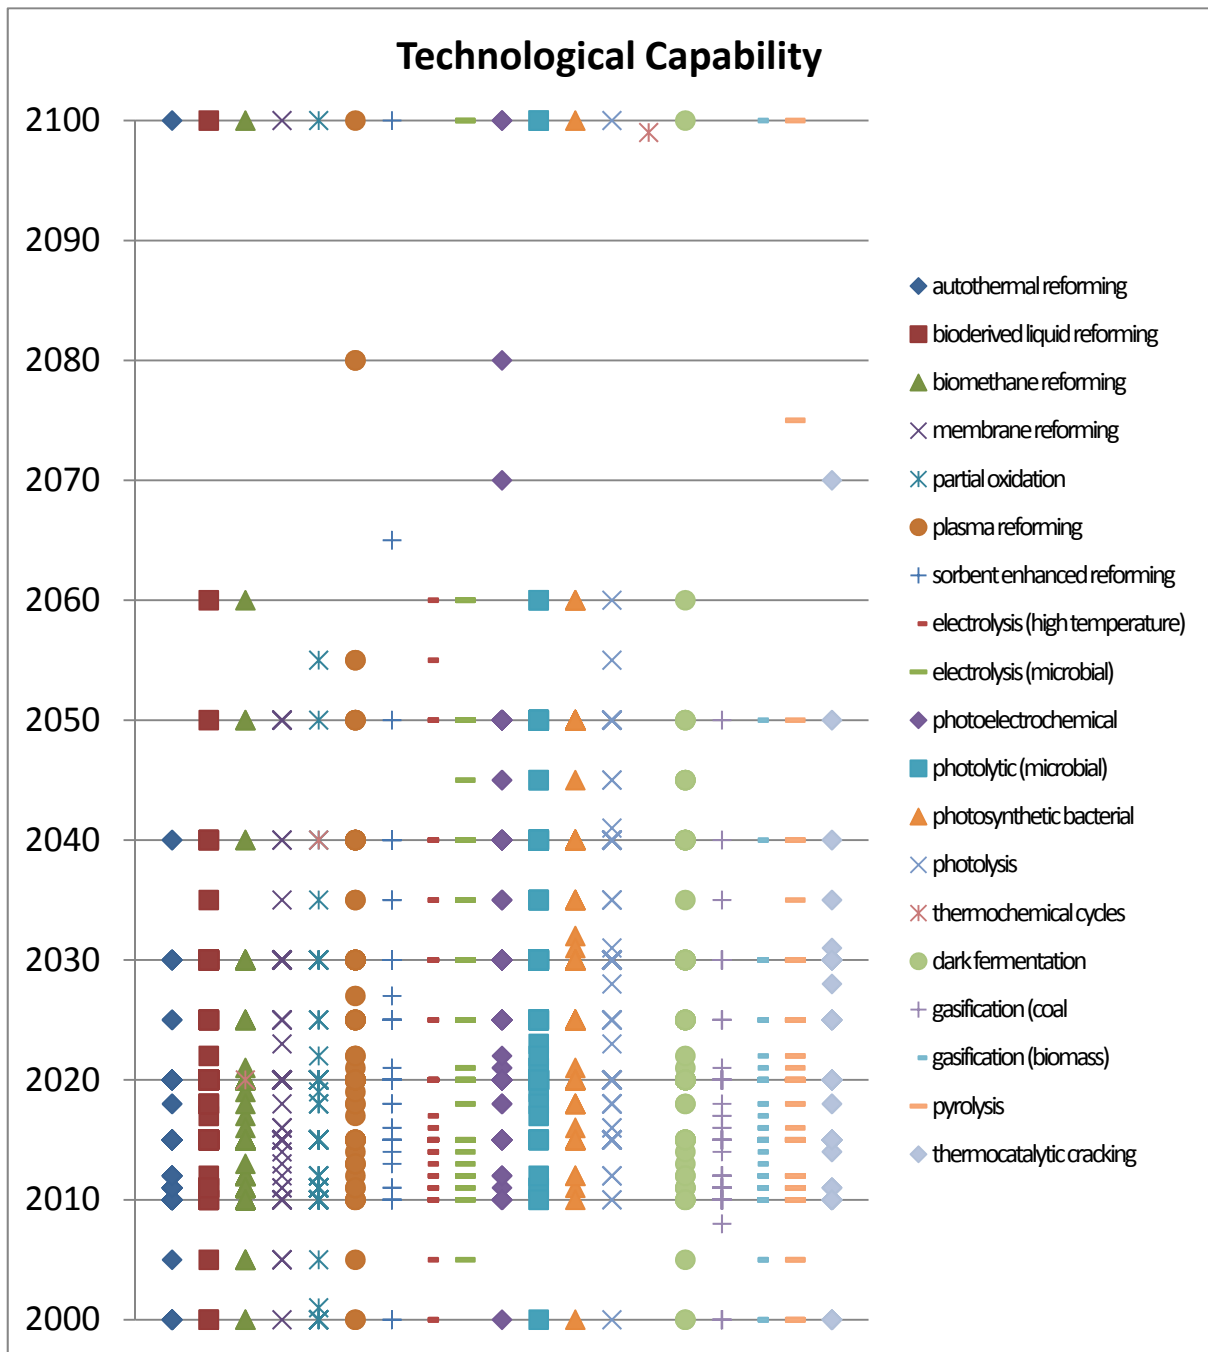 Technological Capability
2100
2090
2080
2070
2060
2050
2040
2030
2020
2010
2000
autothermal reforming
bioderived liquid reforming
biomethane reforming
membrane reforming
partial oxidation
plasma reforming
sorbent enhanced reforming
electrolysis (high temperature)
electrolysis (microbial)
photoelectrochemical
photolytic (microbial)
photosynthetic bacterial
photolysis
thermochemical cycles
dark fermentation
gasification (coal
gasification (biomass)
pyrolysis
thermocatalytic cracking